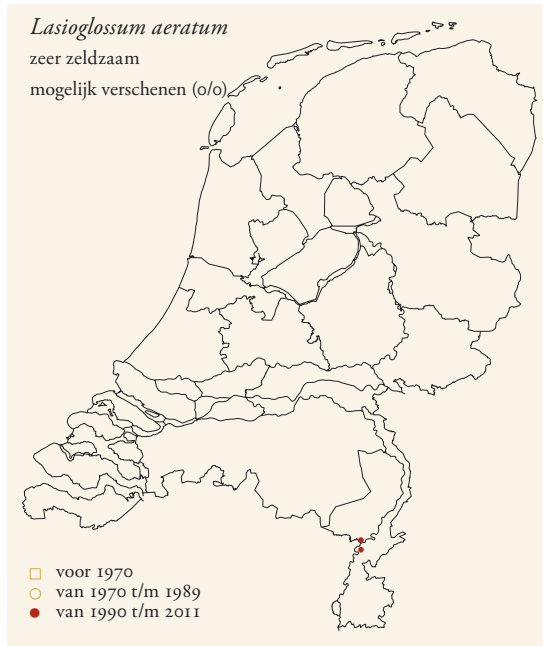 Lasioglossum aeratum
zeer zeldzaam
mogelijk verschenen (0/0)
voor 1970
van 1970 t/m 1989
van 1990 t/m 2011